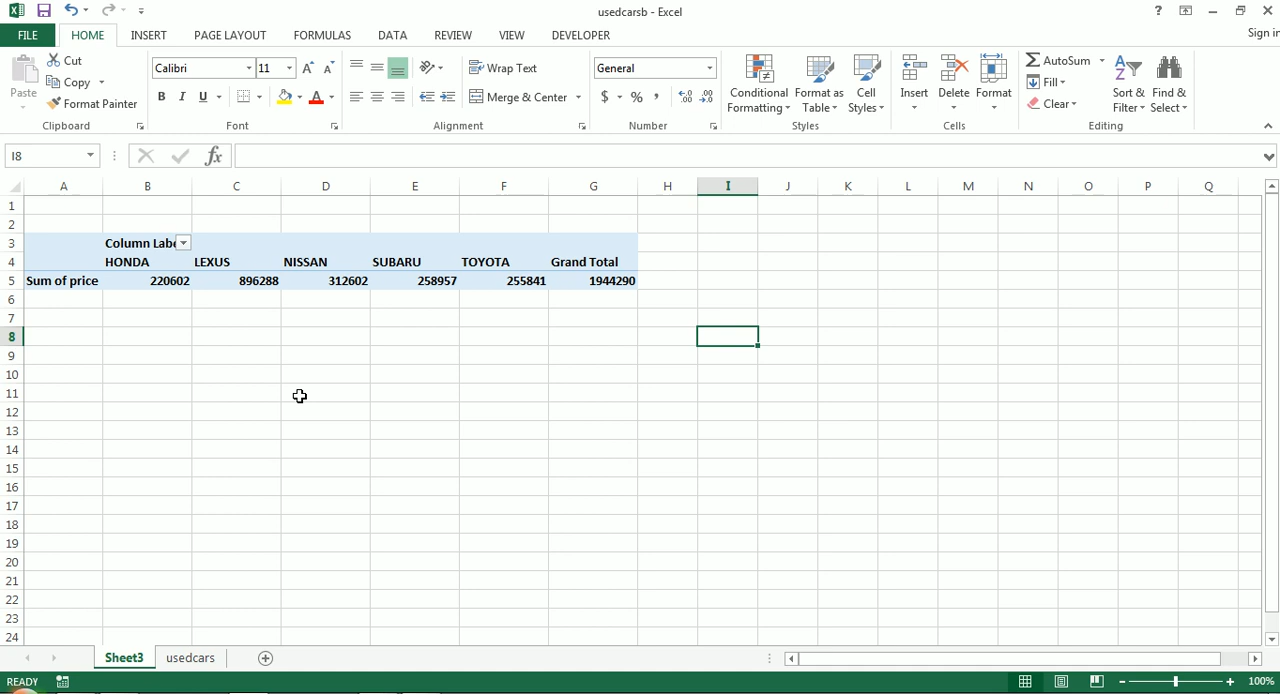 usedcarsb - Excel
?
FILE HOME INSERT PAGE LAYOUT FORMULAS DATA REVIEW VIEW DEVELOPER Sign in
Paste
Cut
Copy
Format Painter
Clipboard
Calibri 11
B I U
Font
Wrap Text
Merge & Center
Alignment
General
$ % ,
Number
Conditional Formatting
Format as Table
Cell Styles
Styles
Insert Delete Format
Cells
AutoSum
Fill
Clear
Sort & Filter
Find & Select
Editing
I8 fx
A B C D E F G H I J K L M N O P Q
1
2
3 Column Labe
4 HONDA LEXUS NISSAN SUBARU TOYOTA Grand Total
5 Sum of price 220602 896288 312602 258957 255841 1944290
6
7
8
9
10
11
12
13
14
15
16
17
18
19
20
21
22
23
24
Sheet3 usedcars
READY 100%